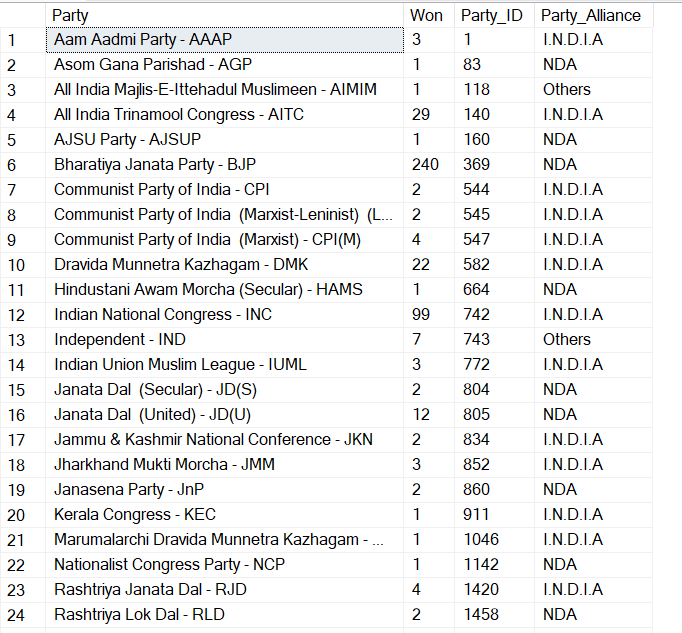 Party Won Party_ID Party_Alliance
1 Aam Aadmi Party - AAAP 3 1 I.N.D.I.A
2 Asom Gana Parishad - AGP 1 83 NDA
3 All India Majlis-E-Ittehadul Muslimeen - AIMIM 1 118 Others
4 All India Trinamool Congress - AITC 29 140 I.N.D.I.A
5 AJSU Party - AJSUP 1 160 NDA
6 Bharatiya Janata Party - BJP 240 369 NDA
7 Communist Party of India - CPI 2 544 I.N.D.I.A
8 Communist Party of India  (Marxist-Leninist)  (L... 2 545 I.N.D.I.A
9 Communist Party of India  (Marxist) - CPI(M) 4 547 I.N.D.I.A
10 Dravida Munnetra Kazhagam - DMK 22 582 I.N.D.I.A
11 Hindustani Awam Morcha (Secular) - HAMS 1 664 NDA
12 Indian National Congress - INC 99 742 I.N.D.I.A
13 Independent - IND 7 743 Others
14 Indian Union Muslim League - IUML 3 772 I.N.D.I.A
15 Janata Dal  (Secular) - JD(S) 2 804 NDA
16 Janata Dal  (United) - JD(U) 12 805 NDA
17 Jammu & Kashmir National Conference - JKN 2 834 I.N.D.I.A
18 Jharkhand Mukti Morcha - JMM 3 852 I.N.D.I.A
19 Janasena Party - JnP 2 860 NDA
20 Kerala Congress - KEC 1 911 I.N.D.I.A
21 Marumalarchi Dravida Munnetra Kazhagam - ... 1 1046 I.N.D.I.A
22 Nationalist Congress Party - NCP 1 1142 NDA
23 Rashtriya Janata Dal - RJD 4 1420 I.N.D.I.A
24 Rashtriya Lok Dal - RLD 2 1458 NDA